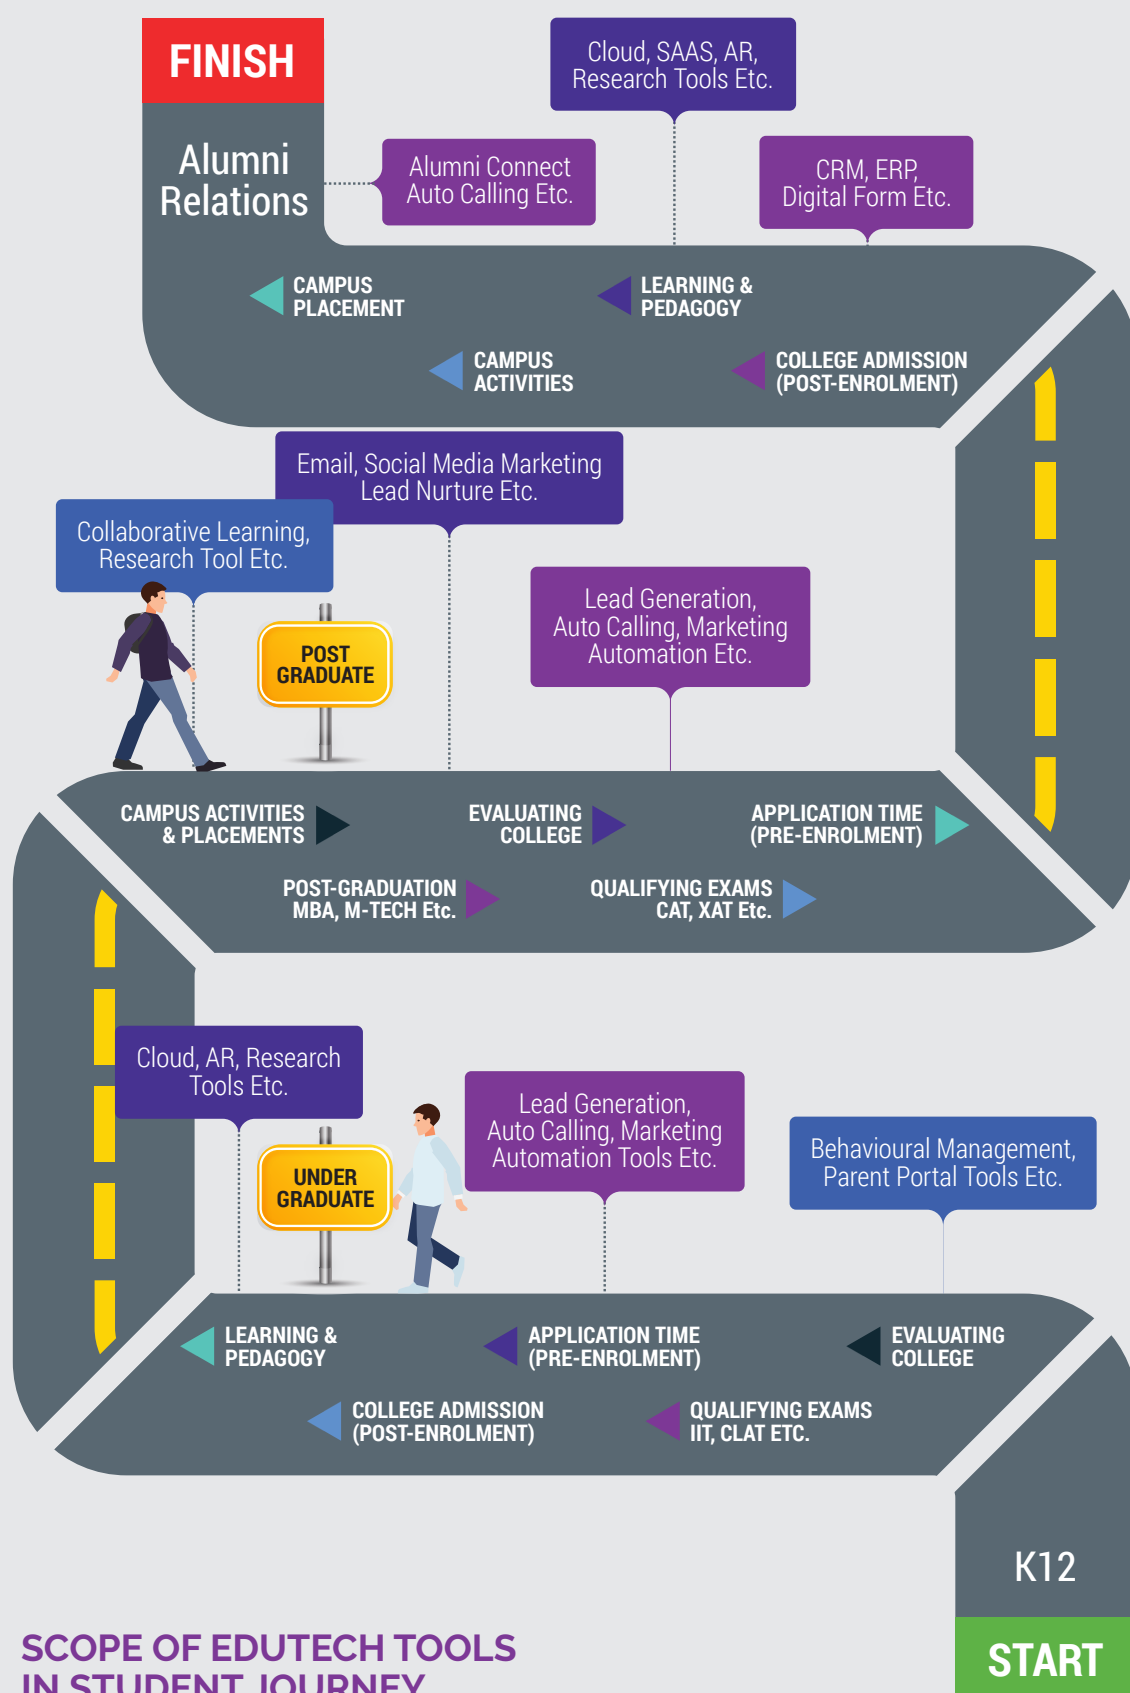 FINISH
Alumni
Relations
Alumni Connect
Auto Calling Etc.
Cloud, SAAS, AR,
Research Tools Etc.
CRM, ERP,
Digital Form Etc.
CAMPUS
PLACEMENT
LEARNING &
PEDAGOGY
CAMPUS
ACTIVITIES
COLLEGE ADMISSION
(POST-ENROLMENT)
Email, Social Media Marketing
Lead Nurture Etc.
Collaborative Learning,
Research Tool Etc.
Lead Generation,
Auto Calling, Marketing
Automation Etc.
POST
GRADUATE
CAMPUS ACTIVITIES
& PLACEMENTS
EVALUATING
COLLEGE
APPLICATION TIME
(PRE-ENROLMENT)
POST-GRADUATION
MBA, M-TECH Etc.
QUALIFYING EXAMS
CAT, XAT Etc.
Cloud, AR, Research
Tools Etc.
Lead Generation,
Auto Calling, Marketing
Automation Tools Etc.
Behavioural Management,
Parent Portal Tools Etc.
UNDER
GRADUATE
LEARNING &
PEDAGOGY
APPLICATION TIME
(PRE-ENROLMENT)
EVALUATING
COLLEGE
COLLEGE ADMISSION
(POST-ENROLMENT)
QUALIFYING EXAMS
IIT, CLAT ETC.
K12
START
SCOPE OF EDUTECH TOOLS
IN STUDENT JOURNEY